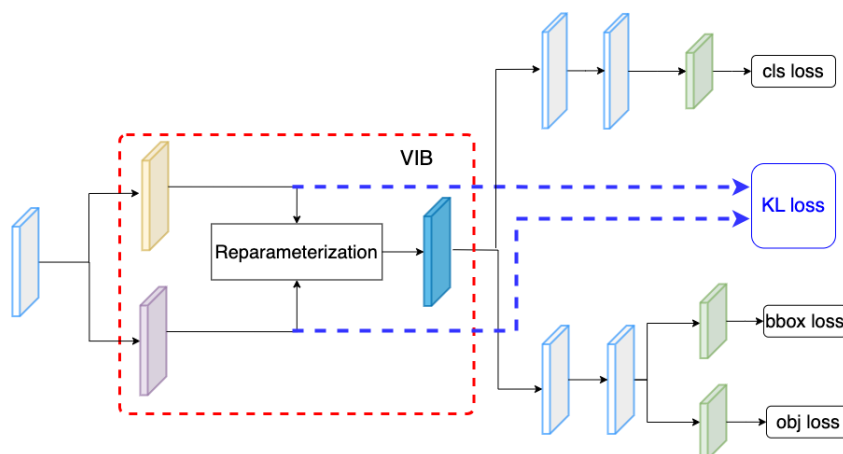 cls loss
VIB
KL loss
Reparameterization
bbox loss
obj loss